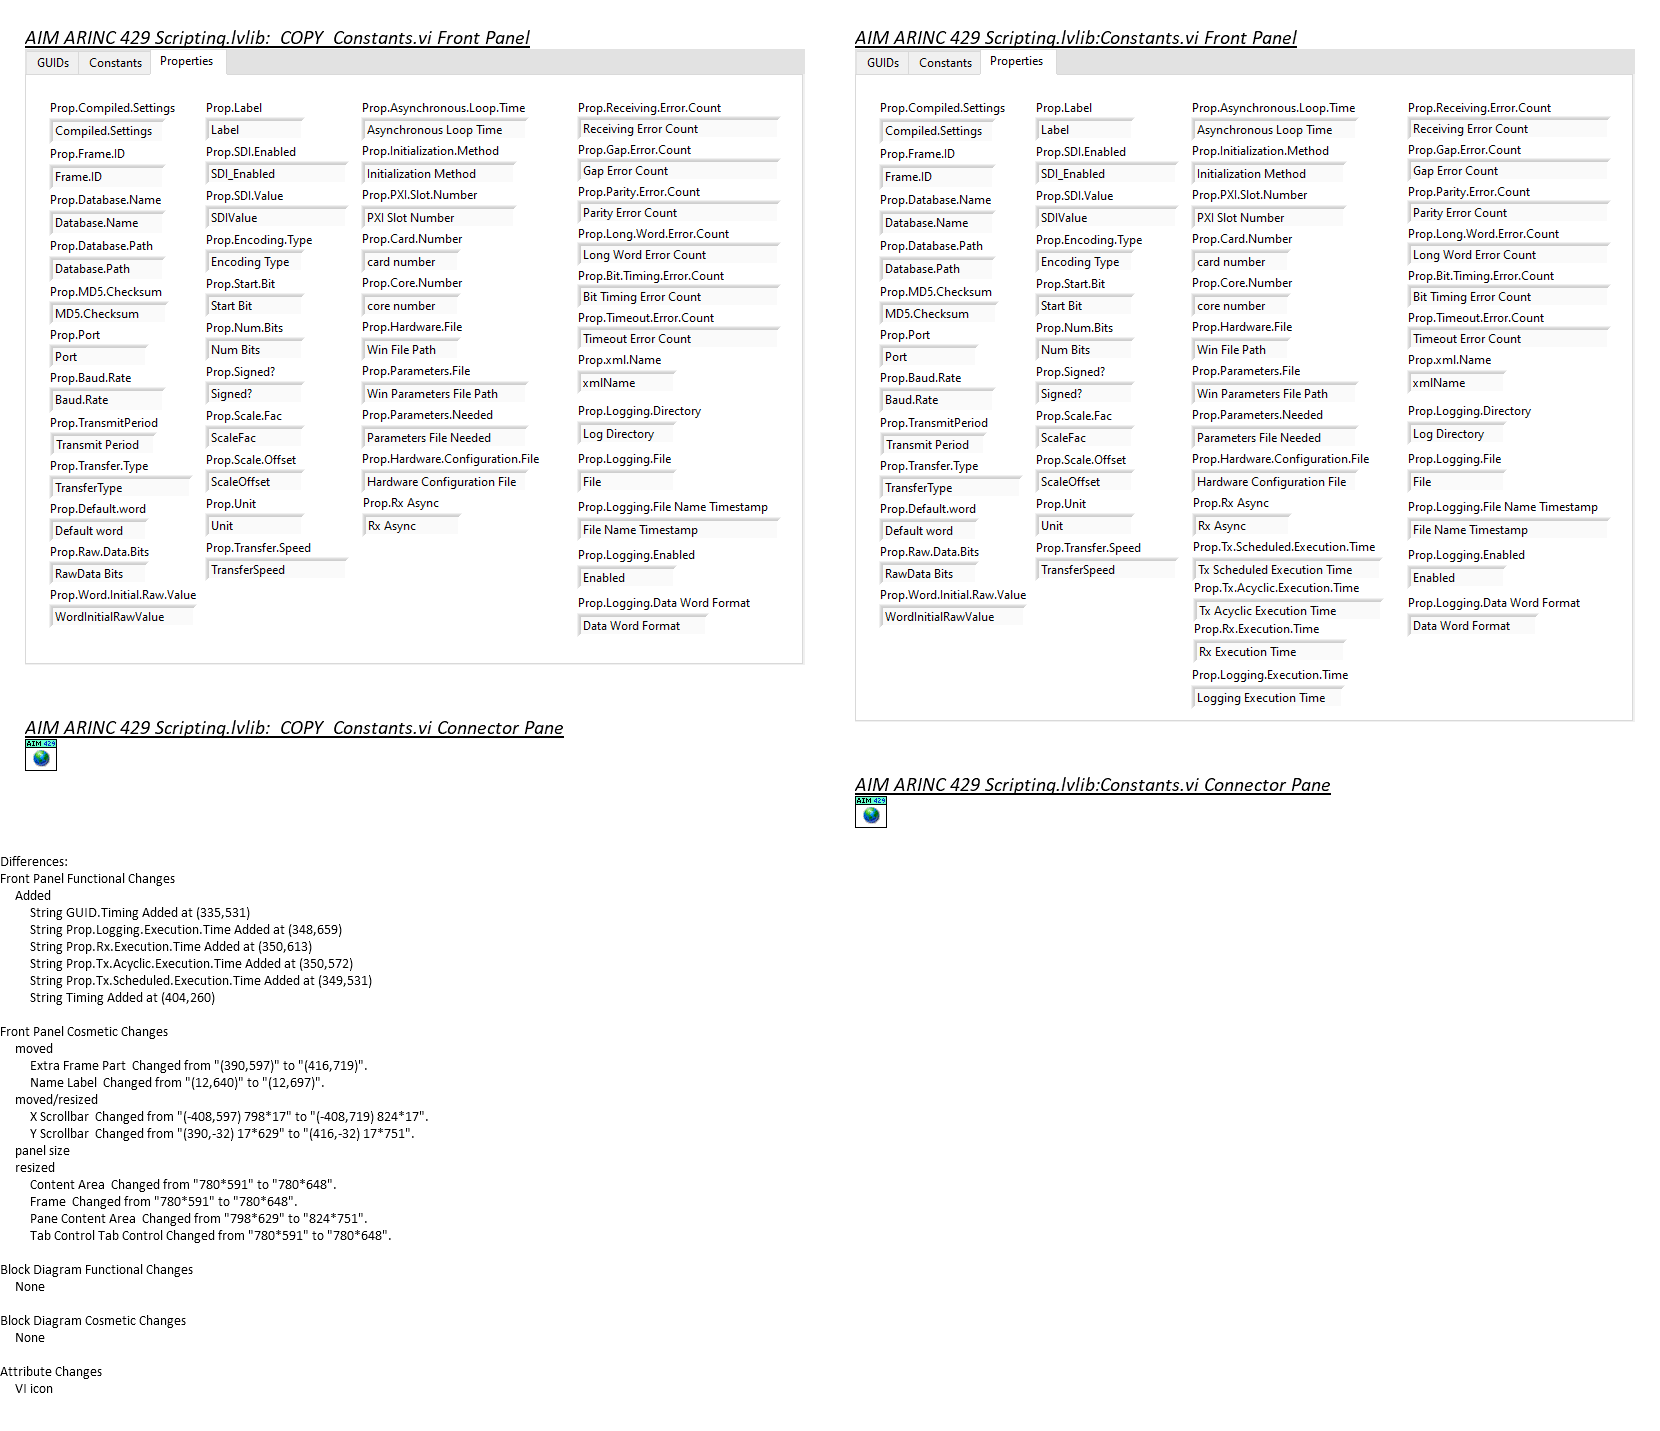 AIM ARINC 429 Scripting.lvlib:_COPY_Constants.vi Front Panel
GUIDs
Constants
Properties
Prop.Compiled.Settings
Compiled.Settings
Prop.Frame.ID
Frame.ID
Prop.Database.Name
Database.Name
Prop.Database.Path
Database.Path
Prop.MD5.Checksum
MD5.Checksum
Prop.Port
Port
Prop.Baud.Rate
Baud.Rate
Prop.TransmitPeriod
Transmit Period
Prop.Transfer.Type
TransferType
Prop.Default.word
Default word
Prop.Raw.Data.Bits
RawData Bits
Prop.Word.Initial.Raw.Value
WordInitialRawValue
Prop.Label
Label
Prop.SDI.Enabled
SDI_Enabled
Prop.SDI.Value
SDIValue
Prop.Encoding.Type
Encoding Type
Prop.Start.Bit
Start Bit
Prop.Num.Bits
Num Bits
Prop.Signed?
Signed?
Prop.Scale.Fac
ScaleFac
Prop.Scale.Offset
ScaleOffset
Prop.Unit
Unit
Prop.Transfer.Speed
TransferSpeed
Prop.Asynchronous.Loop.Time
Asynchronous Loop Time
Prop.Initialization.Method
Initialization Method
Prop.PXI.Slot.Number
PXI Slot Number
Prop.Card.Number
card number
Prop.Core.Number
core number
Prop.Hardware.File
Win File Path
Prop.Parameters.File
Win Parameters File Path
Prop.Parameters.Needed
Parameters File Needed
Prop.Hardware.Configuration.File
Hardware Configuration File
Prop.Rx Async
Rx Async
Prop.Receiving.Error.Count
Receiving Error Count
Prop.Gap.Error.Count
Gap Error Count
Prop.Parity.Error.Count
Parity Error Count
Prop.Long.Word.Error.Count
Long Word Error Count
Prop.Bit.Timing.Error.Count
Bit Timing Error Count
Prop.Timeout.Error.Count
Timeout Error Count
Prop.xml.Name
xmlName
Prop.Logging.Directory
Log Directory
Prop.Logging.File
File
Prop.Logging.File Name Timestamp
File Name Timestamp
Prop.Logging.Enabled
Enabled
Prop.Logging.Data Word Format
Data Word Format
AIM ARINC 429 Scripting.lvlib:_COPY_Constants.vi Connector Pane
AIM 429
AIM ARINC 429 Scripting.lvlib:Constants.vi Front Panel
GUIDs
Constants
Properties
Prop.Compiled.Settings
Compiled.Settings
Prop.Frame.ID
Frame.ID
Prop.Database.Name
Database.Name
Prop.Database.Path
Database.Path
Prop.MD5.Checksum
MD5.Checksum
Prop.Port
Port
Prop.Baud.Rate
Baud.Rate
Prop.TransmitPeriod
Transmit Period
Prop.Transfer.Type
TransferType
Prop.Default.word
Default word
Prop.Raw.Data.Bits
RawData Bits
Prop.Word.Initial.Raw.Value
WordInitialRawValue
Prop.Label
Label
Prop.SDI.Enabled
SDI_Enabled
Prop.SDI.Value
SDIValue
Prop.Encoding.Type
Encoding Type
Prop.Start.Bit
Start Bit
Prop.Num.Bits
Num Bits
Prop.Signed?
Signed?
Prop.Scale.Fac
ScaleFac
Prop.Scale.Offset
ScaleOffset
Prop.Unit
Unit
Prop.Transfer.Speed
TransferSpeed
Prop.Asynchronous.Loop.Time
Asynchronous Loop Time
Prop.Initialization.Method
Initialization Method
Prop.PXI.Slot.Number
PXI Slot Number
Prop.Card.Number
card number
Prop.Core.Number
core number
Prop.Hardware.File
Win File Path
Prop.Parameters.File
Win Parameters File Path
Prop.Parameters.Needed
Parameters File Needed
Prop.Hardware.Configuration.File
Hardware Configuration File
Prop.Rx Async
Rx Async
Prop.Tx.Scheduled.Execution.Time
Tx Scheduled Execution Time
Prop.Tx.Acyclic.Execution.Time
Tx Acyclic Execution Time
Prop.Rx.Execution.Time
Rx Execution Time
Prop.Logging.Execution.Time
Logging Execution Time
Prop.Receiving.Error.Count
Receiving Error Count
Prop.Gap.Error.Count
Gap Error Count
Prop.Parity.Error.Count
Parity Error Count
Prop.Long.Word.Error.Count
Long Word Error Count
Prop.Bit.Timing.Error.Count
Bit Timing Error Count
Prop.Timeout.Error.Count
Timeout Error Count
Prop.xml.Name
xmlName
Prop.Logging.Directory
Log Directory
Prop.Logging.File
File
Prop.Logging.File Name Timestamp
File Name Timestamp
Prop.Logging.Enabled
Enabled
Prop.Logging.Data Word Format
Data Word Format
AIM ARINC 429 Scripting.lvlib:Constants.vi Connector Pane
AIM 429
Differences:
Front Panel Functional Changes
Added
String GUID.Timing Added at (335,531)
String Prop.Logging.Execution.Time Added at (348,659)
String Prop.Rx.Execution.Time Added at (350,613)
String Prop.Tx.Acyclic.Execution.Time Added at (350,572)
String Prop.Tx.Scheduled.Execution.Time Added at (349,531)
String Timing Added at (404,260)
Front Panel Cosmetic Changes
moved
Extra Frame Part  Changed from "(390,597)" to "(416,719)".
Name Label  Changed from "(12,640)" to "(12,697)".
moved/resized
X Scrollbar  Changed from "(-408,597) 798*17" to "(-408,719) 824*17".
Y Scrollbar  Changed from "(390,-32) 17*629" to "(416,-32) 17*751".
panel size
resized
Content Area  Changed from "780*591" to "780*648".
Frame  Changed from "780*591" to "780*648".
Pane Content Area  Changed from "798*629" to "824*751".
Tab Control Tab Control Changed from "780*591" to "780*648".
Block Diagram Functional Changes
None
Block Diagram Cosmetic Changes
None
Attribute Changes
VI icon